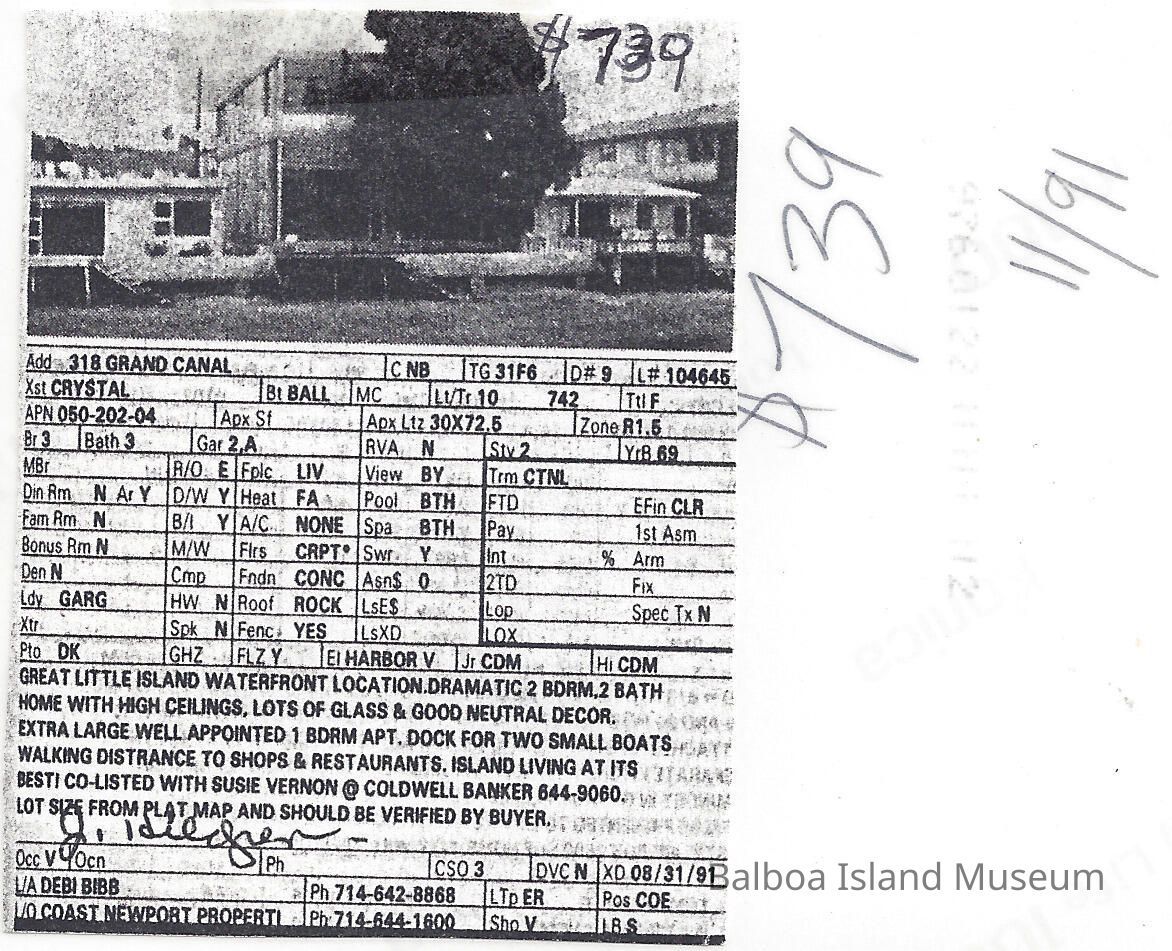 $739
$739
11/91
Add 318 GRAND CANAL C NB TG 31F6 D# 9 L# 104645
Xst CRYSTAL Bt BALL MC Lt/Tr 10 742 Ttl F
APN 050-202-04 Apx Sf Apx Ltz 30X72.5 Zone R1.5
Br 3 Bath 3 Gar 2,A RVA N Sty 2 YrB 69
MBr R/O E Fplc LIV View BY Trm CTNL
Din Rm N Ar Y D/W Y Heat FA Pool BTH FTD EFin CLR
Fam Rm N B/I Y A/C NONE Spa BTH Pay 1st Asm
Bonus Rm N M/W Flrs CRPT* Swr Y Int % Arm
Den N Cmp Fndn CONC Asn$ 0 2TD Fix
Ldy GARG HW N Roof ROCK LsE$ Lop Spec Tx N
Xtr Spk N Fenc YES LsXD LOX
Pto DK GHZ FLZ Y El HARBOR V Jr CDM Hi CDM
GREAT LITTLE ISLAND WATERFRONT LOCATION.DRAMATIC 2 BDRM,2 BATH
HOME WITH HIGH CEILINGS, LOTS OF GLASS & GOOD NEUTRAL DECOR.
EXTRA LARGE WELL APPOINTED 1 BDRM APT. DOCK FOR TWO SMALL BOATS
WALKING DISTRANCE TO SHOPS & RESTAURANTS. ISLAND LIVING AT ITS
BEST! CO-LISTED WITH SUSIE VERNON @ COLDWELL BANKER 644-9060.
LOT SIZE FROM PLAT MAP AND SHOULD BE VERIFIED BY BUYER.
Occ V Ocn Ph CSO 3 DVC N XD 08/31/91
L/A DEBI BIBB Ph 714-642-8868 LTp ER Pos COE
L/O COAST NEWPORT PROPERTI Ph 714-644-1600 Sho V LB S
Balboa Island Museum